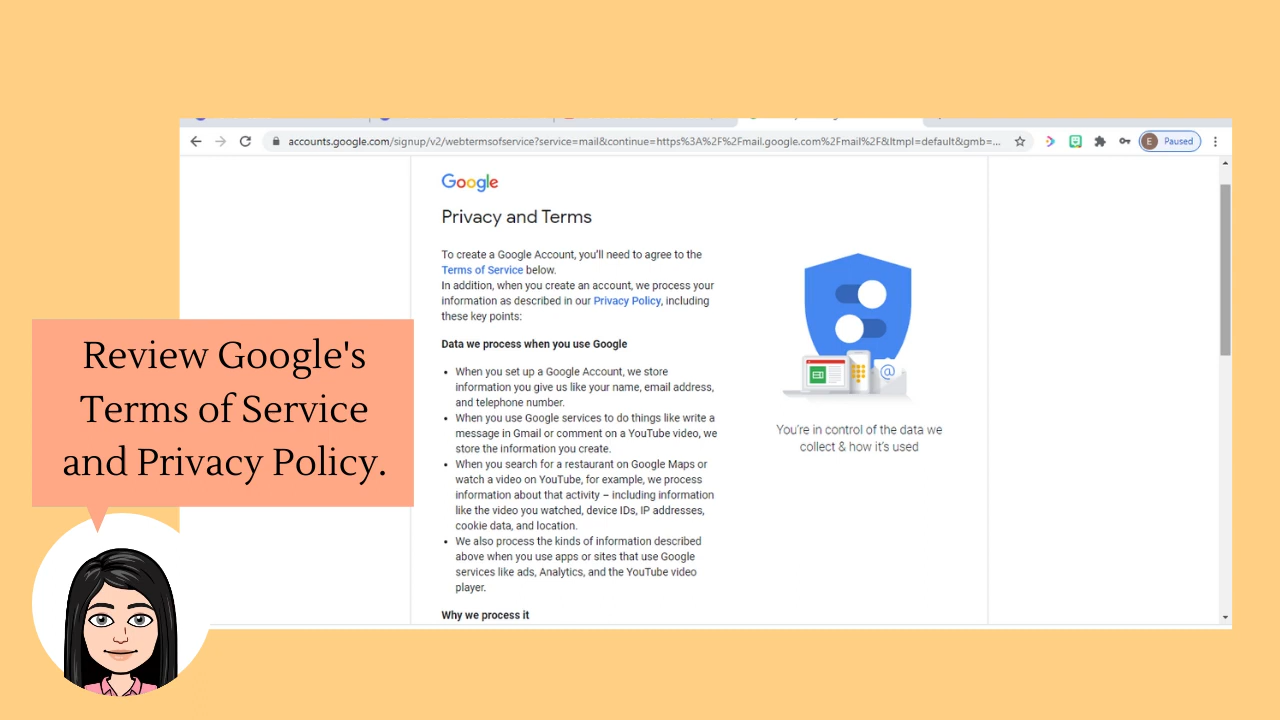 accounts.google.com/signup/v2/webtermsofservice?service=mail&continue=https%3A%2F%2Fmail.google.com%2Fmail%2F&ltmpl=default&gmb=...
E Paused
Google
Privacy and Terms
To create a Google Account, you'll need to agree to the
Terms of Service below.
In addition, when you create an account, we process your
information as described in our Privacy Policy, including
these key points:
Data we process when you use Google
• When you set up a Google Account, we store
information you give us like your name, email address,
and telephone number.
• When you use Google services to do things like write a
message in Gmail or comment on a YouTube video, we
store the information you create.
• When you search for a restaurant on Google Maps or
watch a video on YouTube, for example, we process
information about that activity – including information
like the video you watched, device IDs, IP addresses,
cookie data, and location.
• We also process the kinds of information described
above when you use apps or sites that use Google
services like ads, Analytics, and the YouTube video
player.
Why we process it
@
You're in control of the data we
collect & how it's used
Review Google's
Terms of Service
and Privacy Policy.